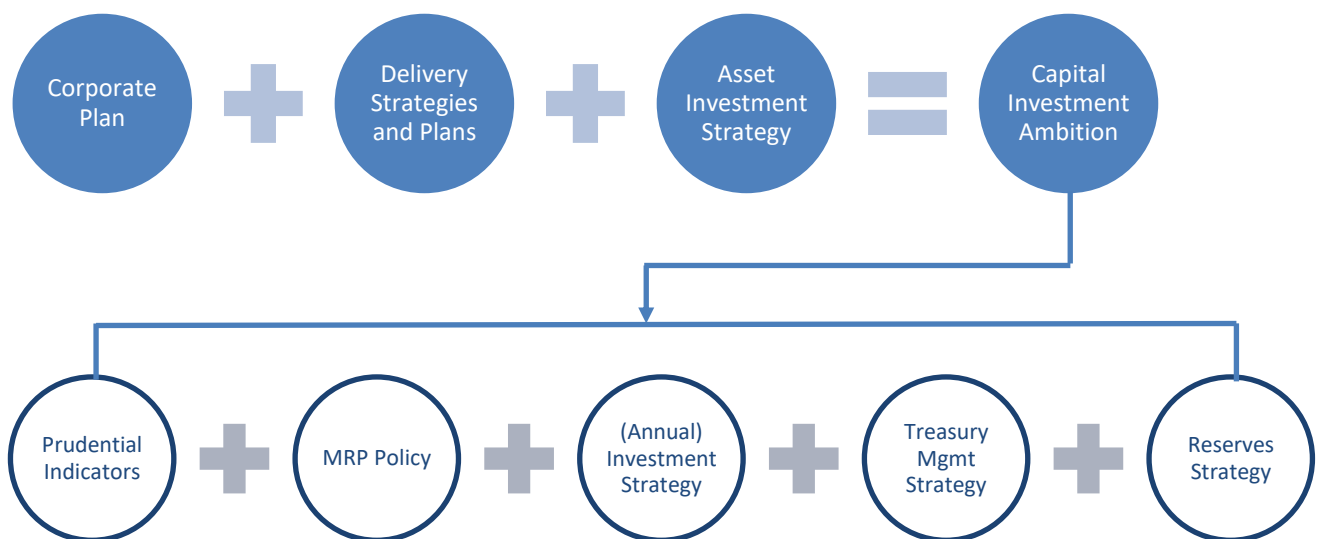 Corporate
Plan
Delivery
Strategies
and Plans
Asset
Investment
Strategy
Capital
Investment
Ambition
Prudential
Indicators
MRP Policy
(Annual)
Investment
Strategy
Treasury
Mgmt
Strategy
Reserves
Strategy